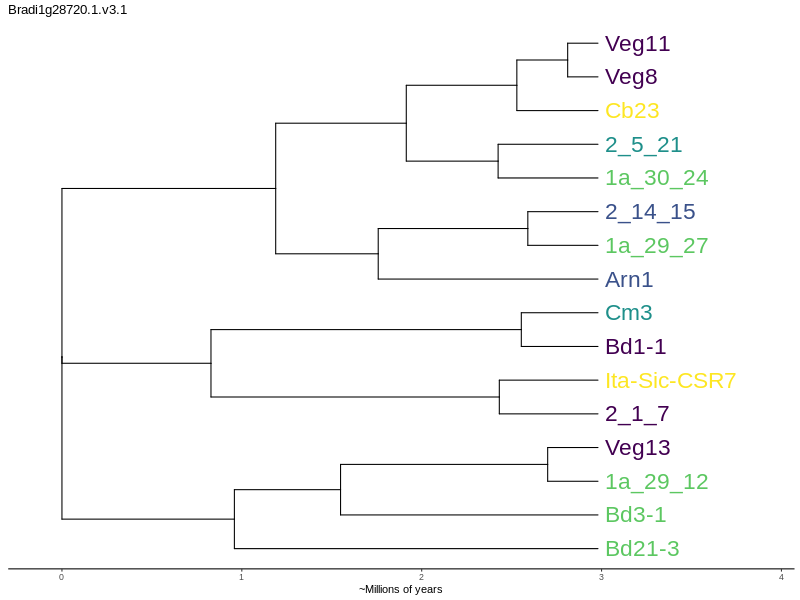 Bradi1g28720.1.v3.1
Veg11
Veg8
Cb23
2_5_21
1a_30_24
2_14_15
1a_29_27
Arn1
Cm3
Bd1-1
Ita-Sic-CSR7
2_1_7
Veg13
1a_29_12
Bd3-1
Bd21-3
0 1 2 3 4
~Millions of years